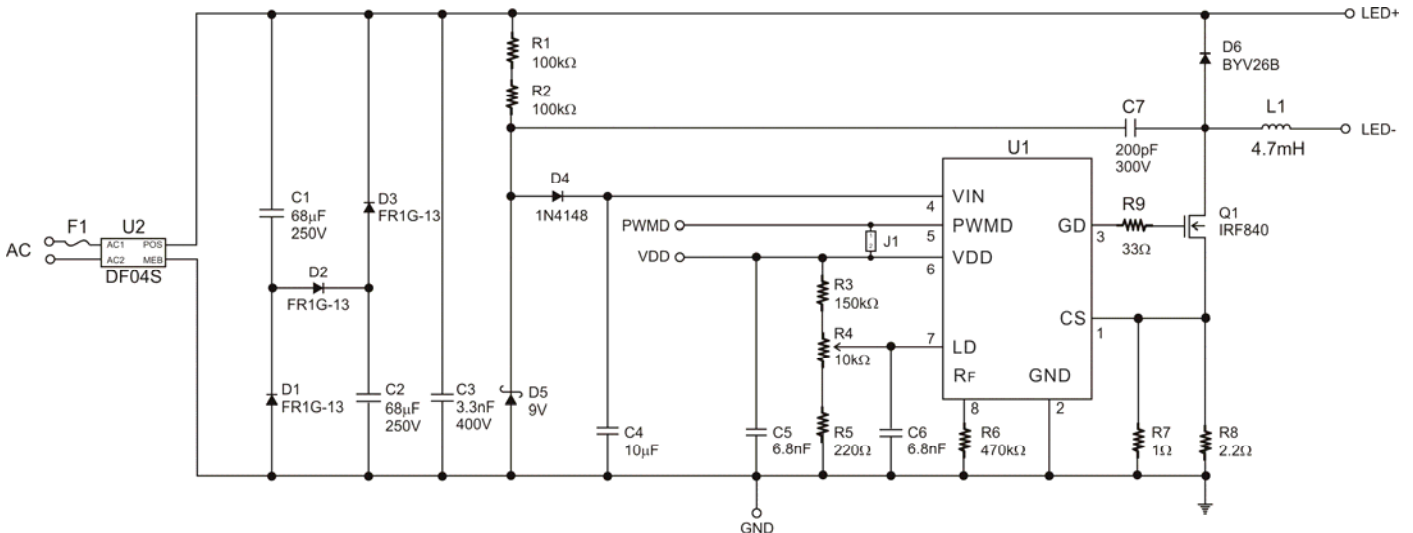 LED+
R1
100kΩ
R2
100kΩ
D6
BYV26B
C7
200pF
300V
L1
4.7mH
LED-
U1
C1
68µF
250V
D3
FR1G-13
D4
1N4148
VIN
4
PWMD
PWMD
5
J1
GD
3
R9
33Ω
Q1
IRF840
F1
U2
AC
AC1
POS
AC2
MEB
DF04S
VDD
VDD
6
D2
FR1G-13
R3
150kΩ
R4
10kΩ
7
LD
CS
1
RF
GND
8
2
D1
FR1G-13
C2
68µF
250V
C3
3.3nF
400V
D5
9V
C4
10µF
C5
6.8nF
R5
220Ω
C6
6.8nF
R6
470kΩ
R7
1Ω
R8
2.2Ω
GND